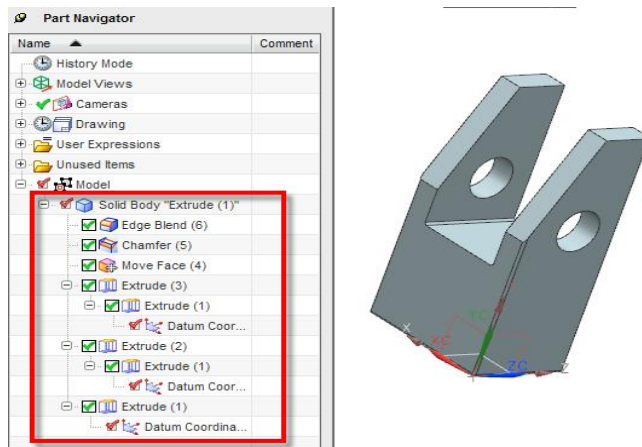 Part Navigator
Name Comment
History Mode
Model Views
Cameras
Drawing
User Expressions
Unused Items
Model
Solid Body "Extrude (1)"
Edge Blend (6)
Chamfer (5)
Move Face (4)
Extrude (3)
Extrude (1)
Datum Coor...
Extrude (2)
Extrude (1)
Datum Coor...
Extrude (1)
Datum Coordina...
YC
X
XC
ZC
Z